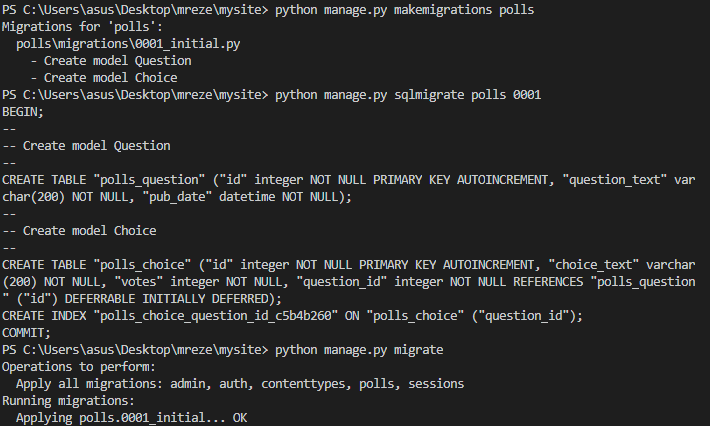 PS C:\Users\asus\Desktop\mreze\mysite> python manage.py makemigrations polls
Migrations for 'polls':
  polls\migrations\0001_initial.py
    - Create model Question
    - Create model Choice
PS C:\Users\asus\Desktop\mreze\mysite> python manage.py sqlmigrate polls 0001
BEGIN;
--
-- Create model Question
--
CREATE TABLE "polls_question" ("id" integer NOT NULL PRIMARY KEY AUTOINCREMENT, "question_text" var
char(200) NOT NULL, "pub_date" datetime NOT NULL);
--
-- Create model Choice
--
CREATE TABLE "polls_choice" ("id" integer NOT NULL PRIMARY KEY AUTOINCREMENT, "choice_text" varchar
(200) NOT NULL, "votes" integer NOT NULL, "question_id" integer NOT NULL REFERENCES "polls_question
" ("id") DEFERRABLE INITIALLY DEFERRED);
CREATE INDEX "polls_choice_question_id_c5b4b260" ON "polls_choice" ("question_id");
COMMIT;
PS C:\Users\asus\Desktop\mreze\mysite> python manage.py migrate
Operations to perform:
  Apply all migrations: admin, auth, contenttypes, polls, sessions
Running migrations:
  Applying polls.0001_initial... OK